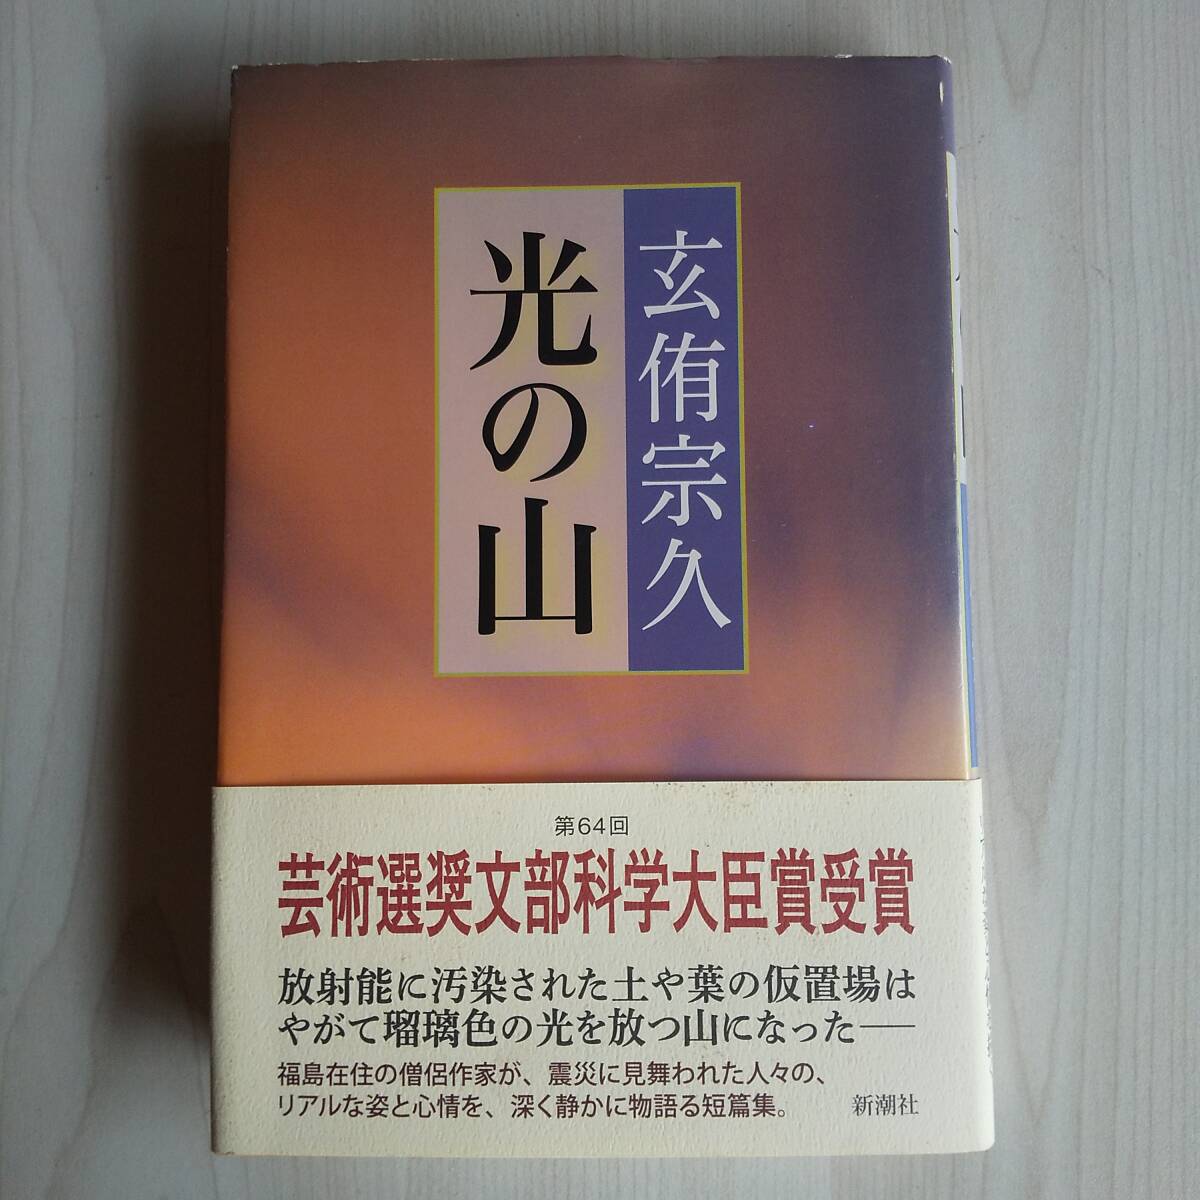 玄侑宗久
光の山
第64回
芸術選奨文部科学大臣賞受賞
放射能に汚染された土や葉の仮置場は
やがて瑠璃色の光を放つ山になった――
福島在住の僧侶作家が、震災に見舞われた人々の、
リアルな姿と心情を、深く静かに物語る短篇集。
新潮社